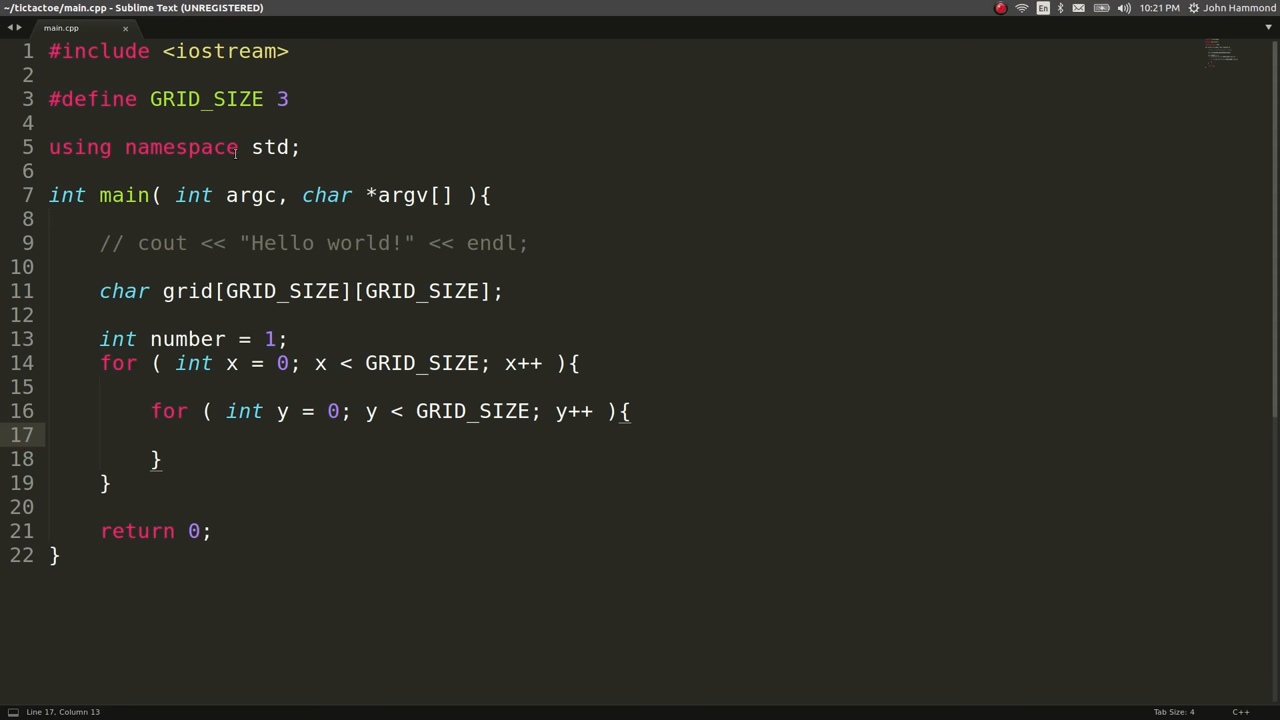 ~/tictactoe/main.cpp - Sublime Text (UNREGISTERED)
En
10:21 PM
John Hammond
main.cpp
1 #include <iostream>
2
3 #define GRID_SIZE 3
4
5 using namespace std;
6
7 int main( int argc, char *argv[] ){
8
9     // cout << "Hello world!" << endl;
10
11     char grid[GRID_SIZE][GRID_SIZE];
12
13     int number = 1;
14     for ( int x = 0; x < GRID_SIZE; x++ ){
15
16         for ( int y = 0; y < GRID_SIZE; y++ ){
17
18         }
19     }
20
21     return 0;
22 }
Line 17, Column 13
Tab Size: 4
C++